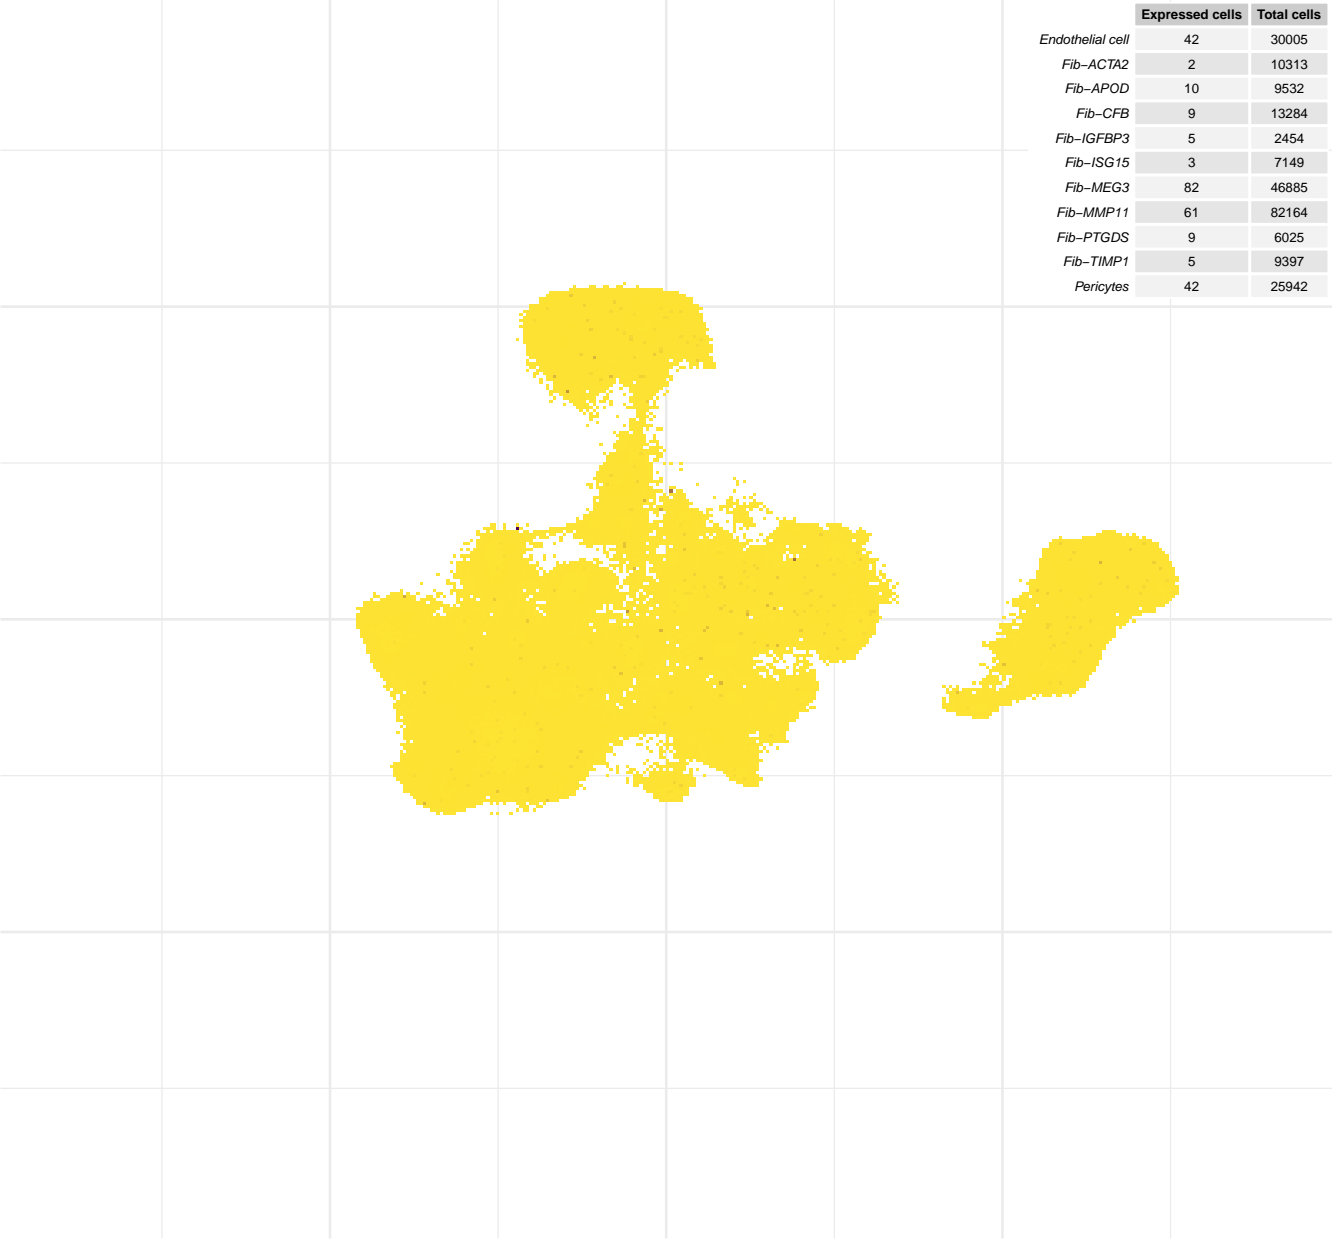 Expressed cells Total cells
Endothelial cell 42 30005
Fib−ACTA2 2 10313
Fib−APOD 10 9532
Fib−CFB 9 13284
Fib−IGFBP3 5 2454
Fib−ISG15 3 7149
Fib−MEG3 82 46885
Fib−MMP11 61 82164
Fib−PTGDS 9 6025
Fib−TIMP1 5 9397
Pericytes 42 25942